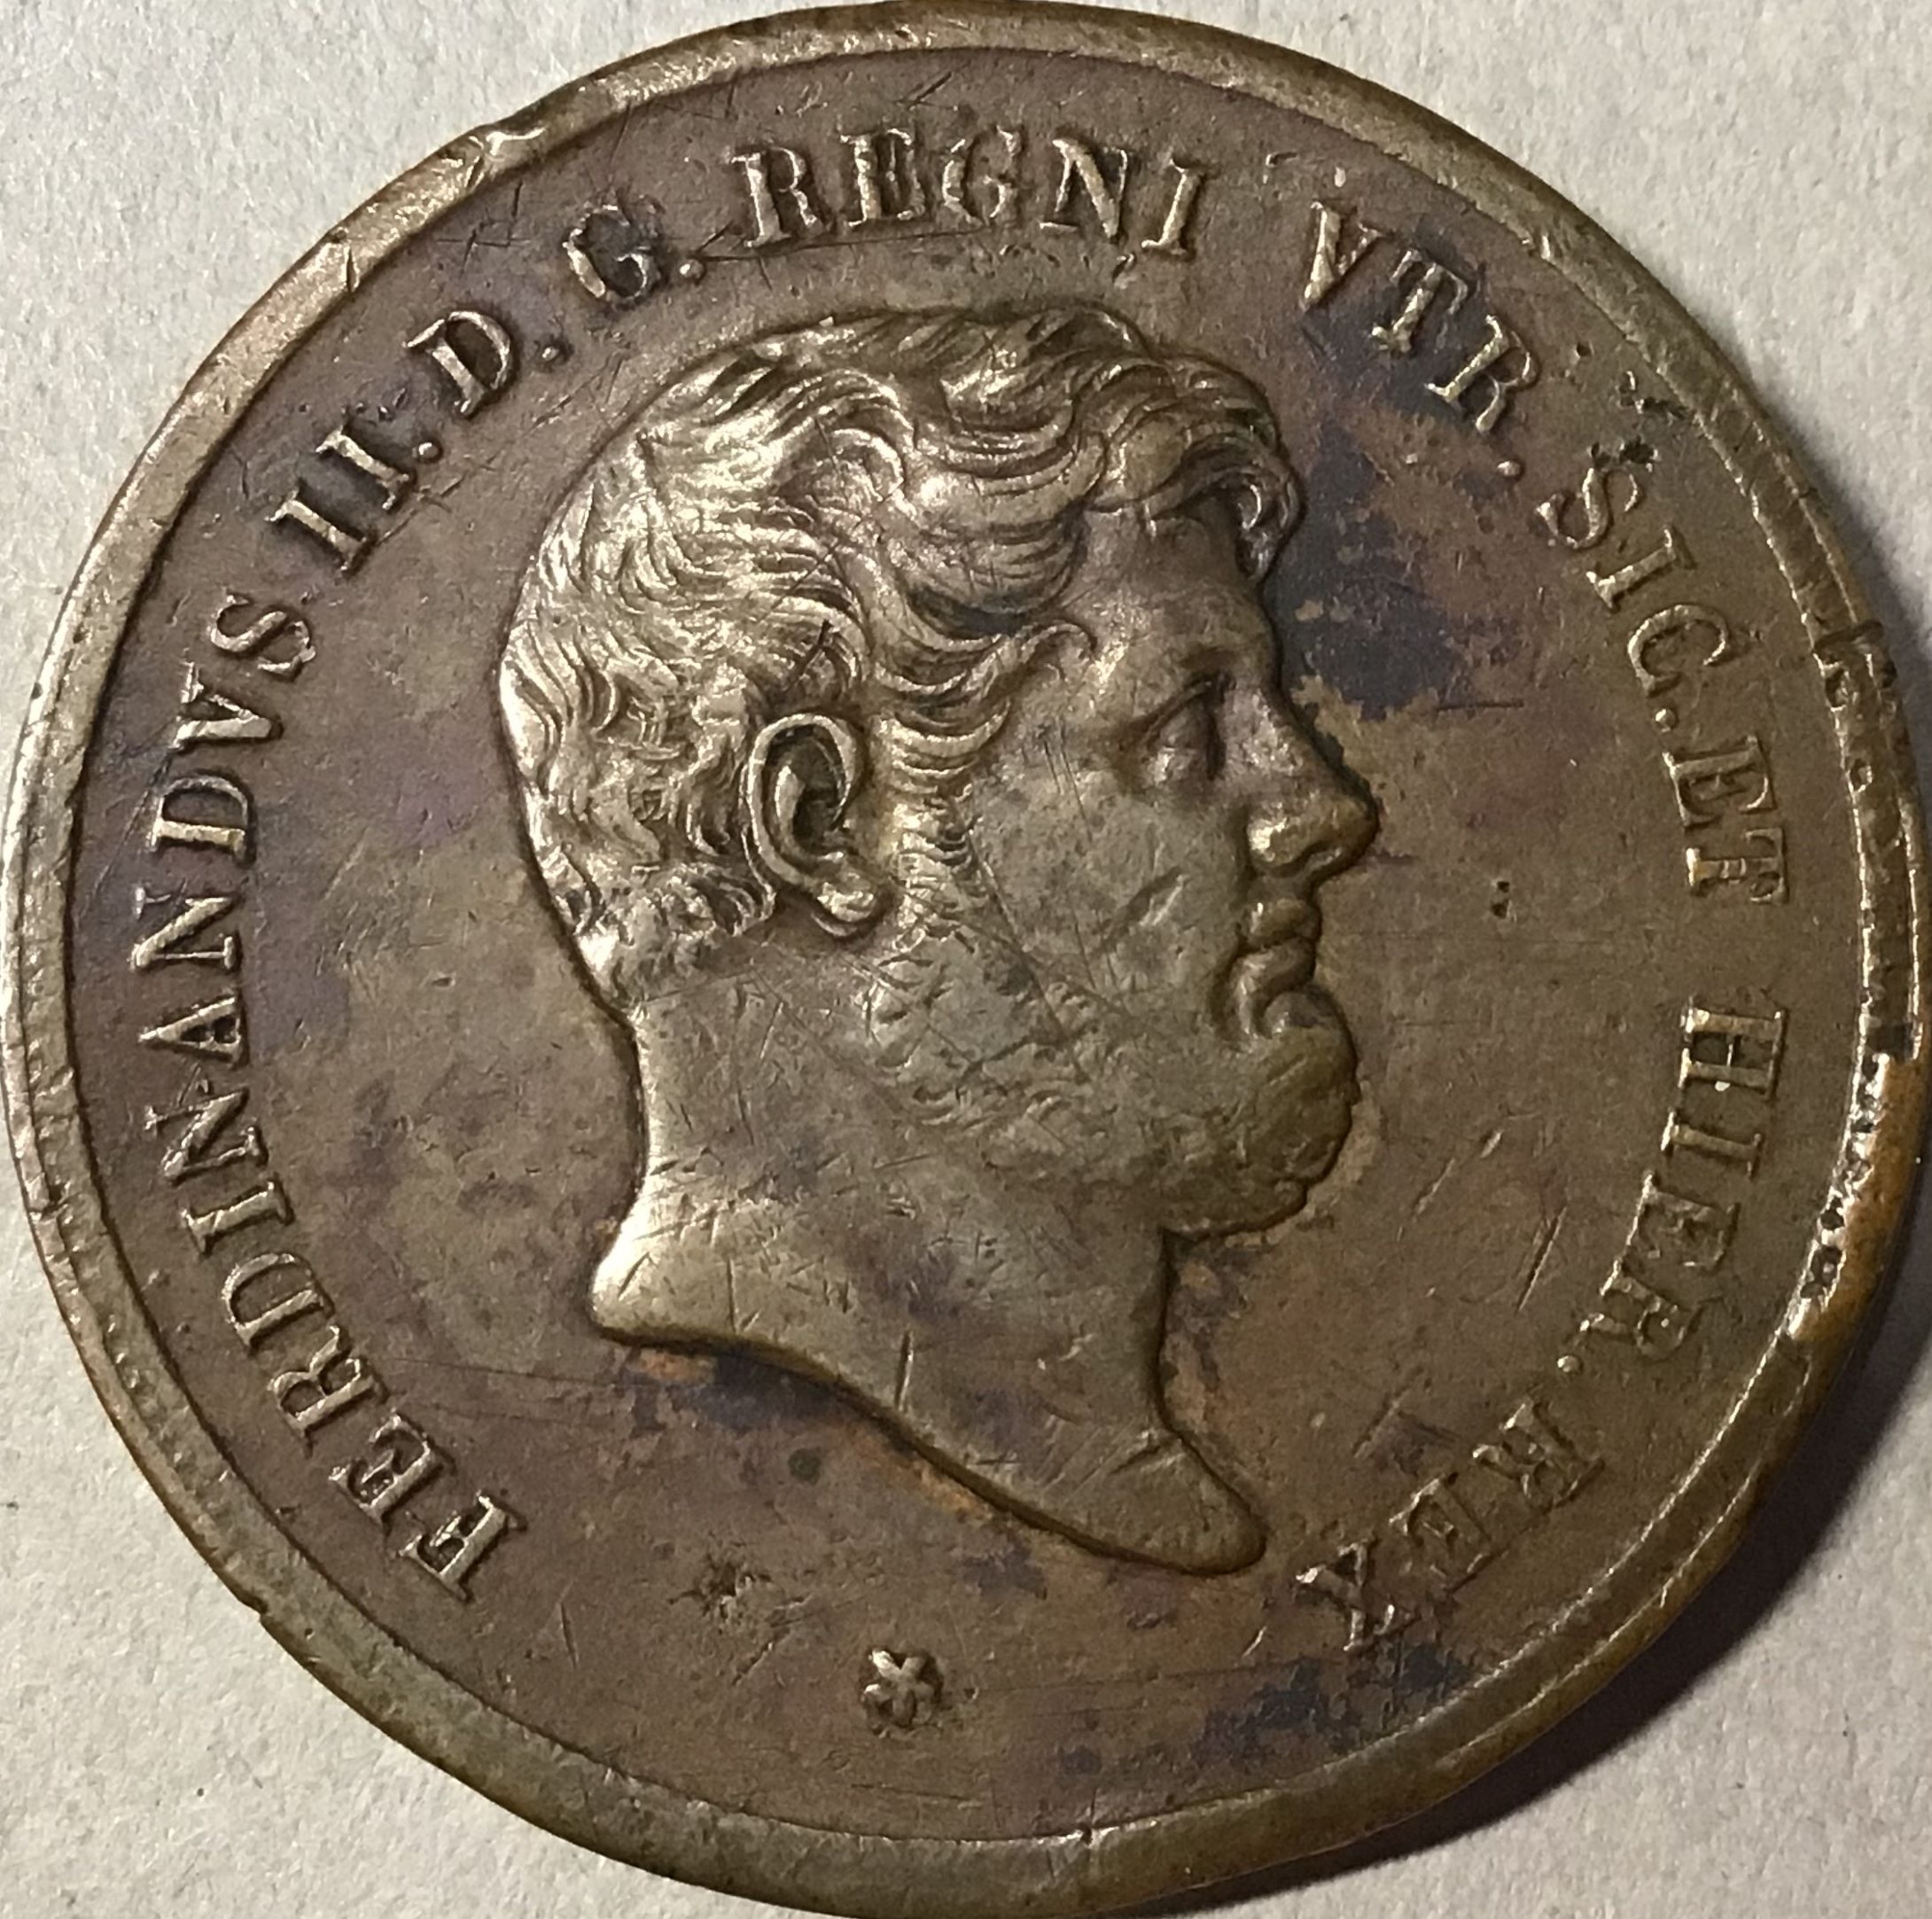 FERDINANDVS II. D. G. REGNI VTR. SIC. ET HIER. REX